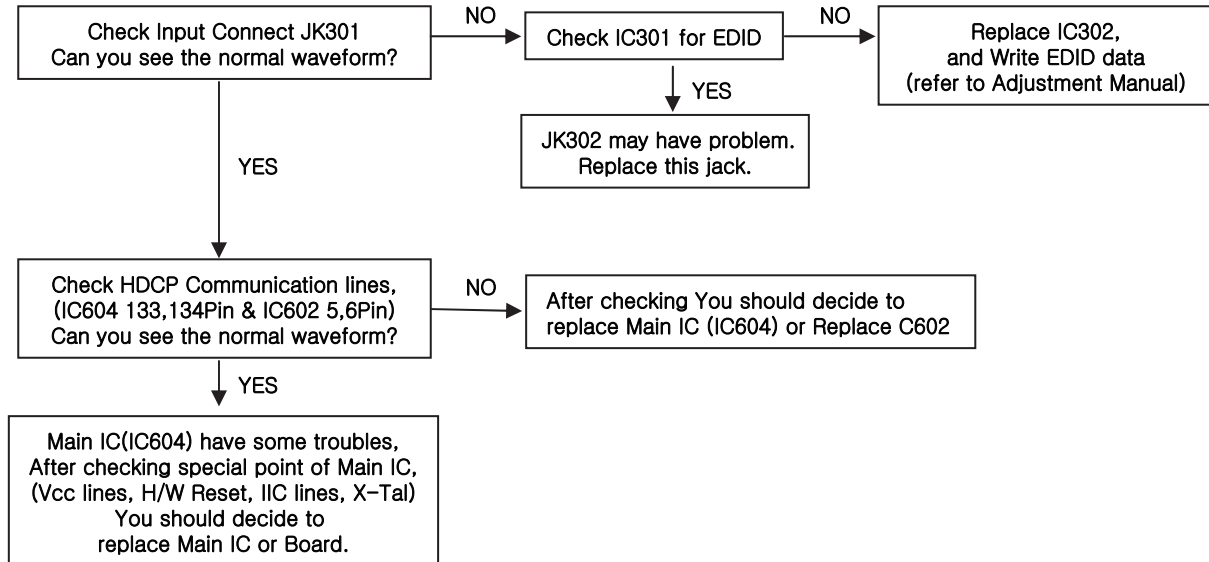 Check Input Connect JK301
Can you see the normal waveform?
NO
Check IC301 for EDID
NO
Replace IC302,
and Write EDID data
(refer to Adjustment Manual)
YES
JK302 may have problem.
Replace this jack.
YES
Check HDCP Communication lines,
(IC604 133,134Pin & IC602 5,6Pin)
Can you see the normal waveform?
NO
After checking You should decide to
replace Main IC (IC604) or Replace C602
YES
Main IC(IC604) have some troubles,
After checking special point of Main IC,
(Vcc lines, H/W Reset, IIC lines, X-Tal)
You should decide to
replace Main IC or Board.